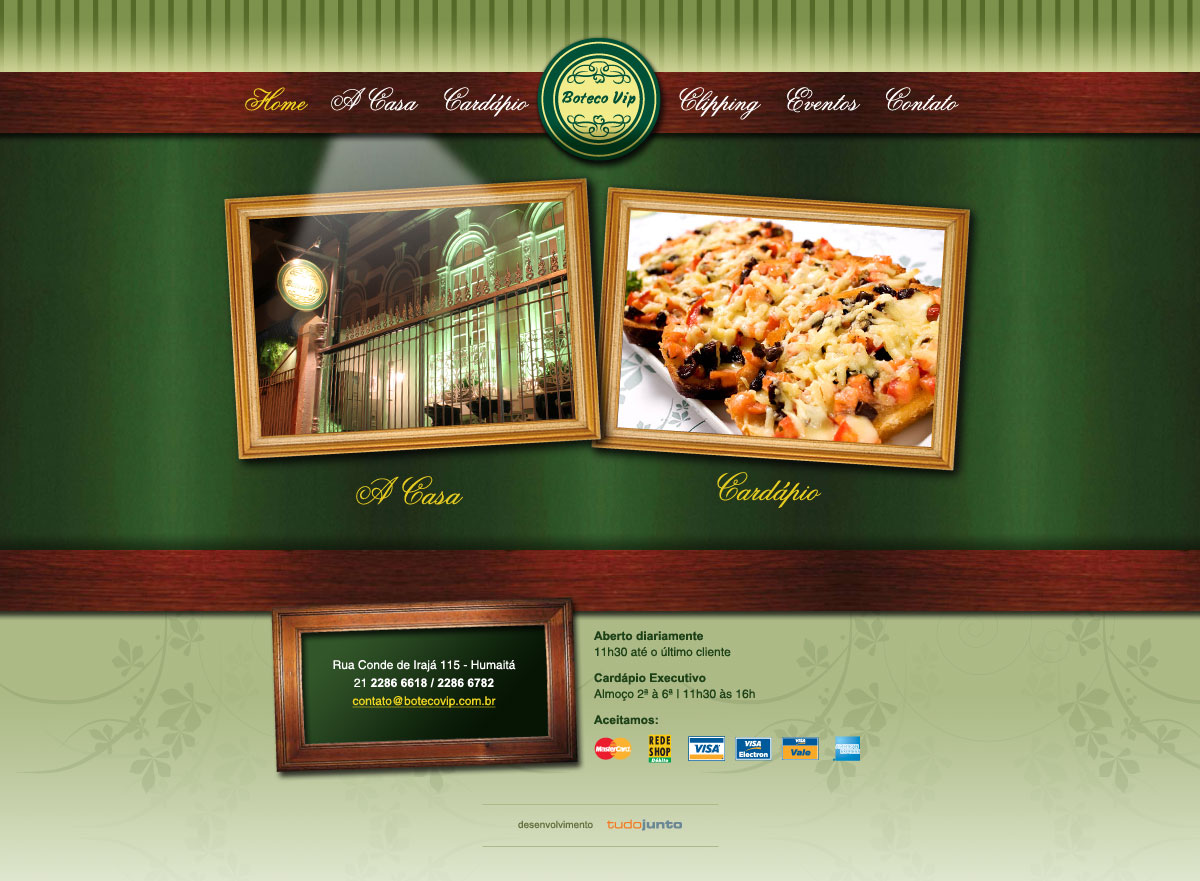 Home
A Casa
Cardápio
Boteco Vip
Clipping
Eventos
Contato
Boteco Vip
A Casa
Cardápio
Rua Conde de Irajá 115 - Humaitá
21 2286 6618 / 2286 6782
contato@botecovip.com.br
Aberto diariamente
11h30 até o último cliente
Cardápio Executivo
Almoço 2ª à 6ª | 11h30 às 16h
Aceitamos:
MasterCard
REDE
SHOP
Débito
VISA
VISA
Electron
VISA
Vale
desenvolvimento tudojunto